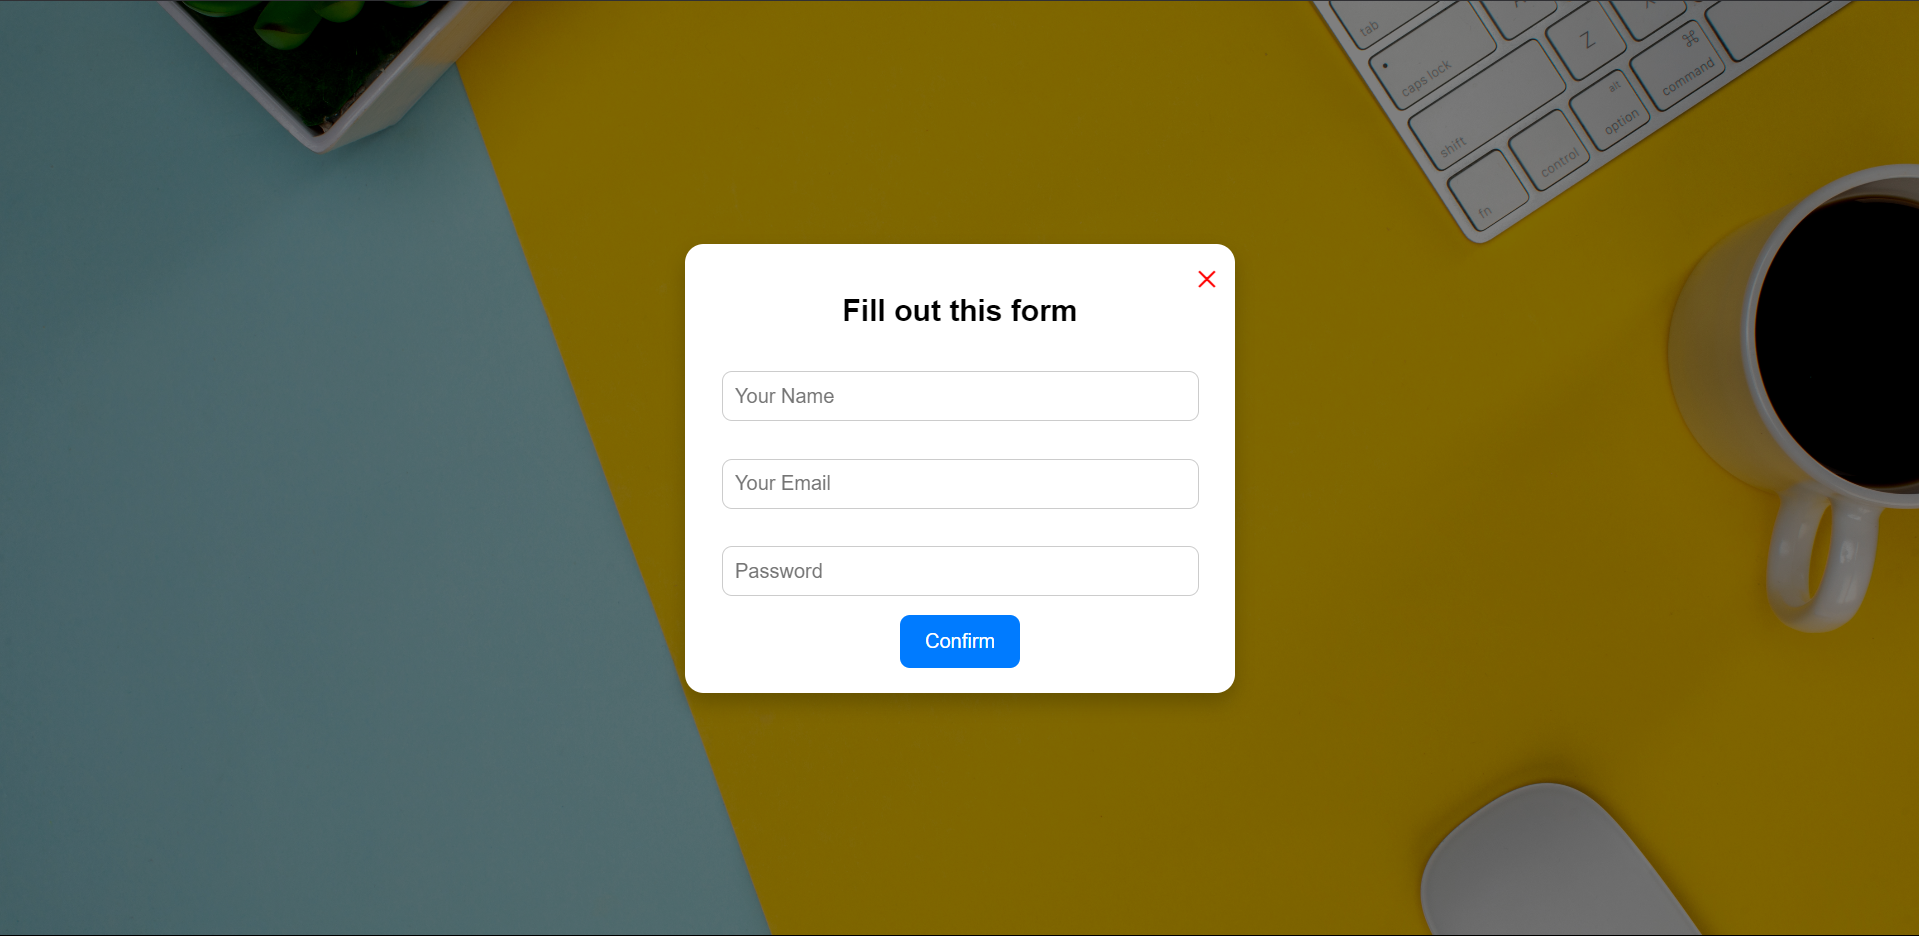 tab
caps lock
Z
⌘
command
alt
option
shift
control
fn
Fill out this form
Your Name
Your Email
Password
Confirm